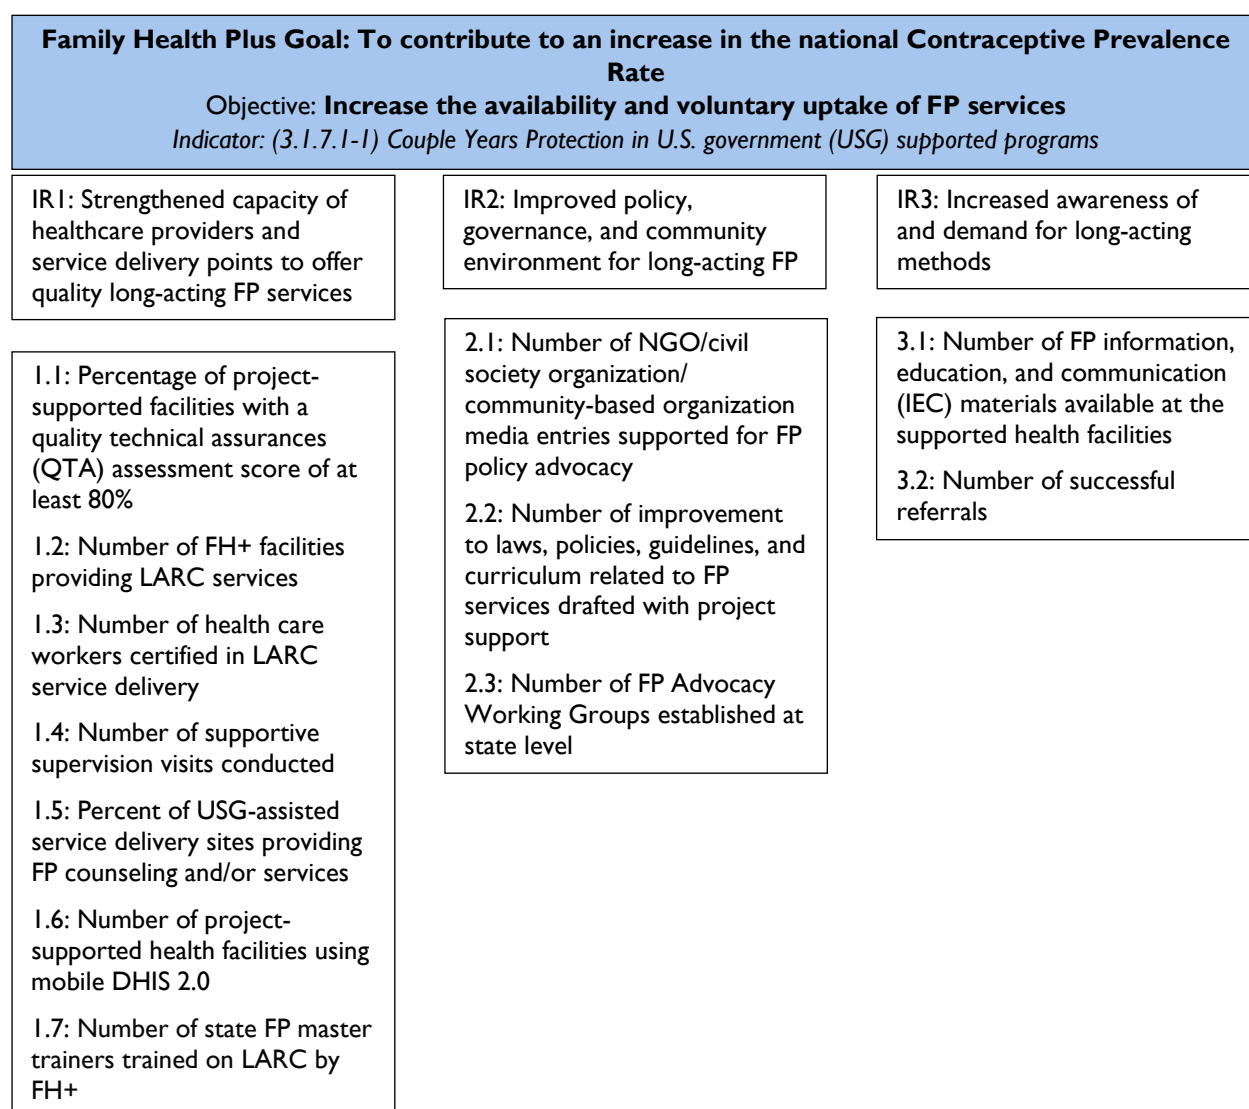 Family Health Plus Goal: To contribute to an increase in the national Contraceptive Prevalence
Rate
Objective: Increase the availability and voluntary uptake of FP services
Indicator: (3.1.7.1-1) Couple Years Protection in U.S. government (USG) supported programs
IR1: Strengthened capacity of
healthcare providers and
service delivery points to offer
quality long-acting FP services
1.1: Percentage of project-
supported facilities with a
quality technical assurances
(QTA) assessment score of at
least 80%
1.2: Number of FH+ facilities
providing LARC services
1.3: Number of health care
workers certified in LARC
service delivery
1.4: Number of supportive
supervision visits conducted
1.5: Percent of USG-assisted
service delivery sites providing
FP counseling and/or services
1.6: Number of project-
supported health facilities using
mobile DHIS 2.0
1.7: Number of state FP master
trainers trained on LARC by
FH+
IR2: Improved policy,
governance, and community
environment for long-acting FP
2.1: Number of NGO/civil
society organization/
community-based organization
media entries supported for FP
policy advocacy
2.2: Number of improvement
to laws, policies, guidelines, and
curriculum related to FP
services drafted with project
support
2.3: Number of FP Advocacy
Working Groups established at
state level
IR3: Increased awareness of
and demand for long-acting
methods
3.1: Number of FP information,
education, and communication
(IEC) materials available at the
supported health facilities
3.2: Number of successful
referrals